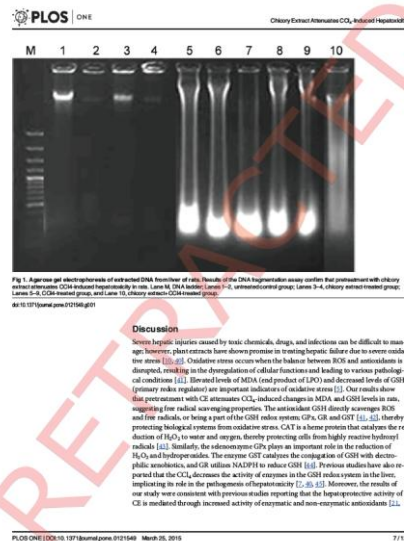 PLOS | ONE
Chicory Extract Attenuates CCl4-Induced Hepatotoxicity
M 1 2 3 4 5 6 7 8 9 10
Fig 1. Agarose gel electrophoresis of extracted DNA from liver of rats. Results of the DNA fragmentation assay confirm that pretreatment with chicory
extract attenuates CCl4-induced hepatotoxicity in rats. Lane M, DNA ladder; Lanes 1–2, untreated control group; Lanes 3–4, chicory extract-treated group;
Lanes 5–9, CCl4-treated group, and Lane 10, chicory extract+CCl4-treated group.
doi:10.1371/journal.pone.0121549.g001
Discussion
Severe hepatic injuries caused by toxic chemicals, drugs, and infections can be difficult to man-
age; however, plant extracts have shown promise in treating hepatic failure due to severe oxida-
tive stress [10, 40]. Oxidative stress occurs when the balance between ROS and antioxidants is
disrupted, resulting in the dysregulation of cellular functions and leading to various pathologi-
cal conditions [41]. Elevated levels of MDA (end product of LPO) and decreased levels of GSH
(primary redox regulator) are important indicators of oxidative stress [5]. Our results show
that pretreatment with CE attenuates CCl4-induced changes in MDA and GSH levels in rats,
suggesting free radical scavenging properties. The antioxidant GSH directly scavenges ROS
and free radicals, or being a part of the GSH redox system; GPx, GR and GST [41, 42], thereby
protecting biological systems from oxidative stress. CAT is a heme protein that catalyzes the re-
duction of H2O2 to water and oxygen, thereby protecting cells from highly reactive hydroxyl
radicals [43]. Similarly, the selenoenzyme GPx plays an important role in the reduction of
H2O2 and hydroperoxides. The enzyme GST catalyzes the conjugation of GSH with electro-
philic xenobiotics, and GR utilizes NADPH to reduce GSH [44]. Previous studies have also re-
ported that the CCl4 decreases the activity of enzymes in the GSH redox system in the liver,
implicating its role in the pathogenesis of hepatotoxicity [7, 40, 45]. Moreover, the results of
our study were consistent with previous studies reporting that the hepatoprotective activity of
CE is mediated through increased activity of enzymatic and non-enzymatic antioxidants [21,
PLOS ONE | DOI:10.1371/journal.pone.0121549 March 25, 2015
7/1
RETRACTED